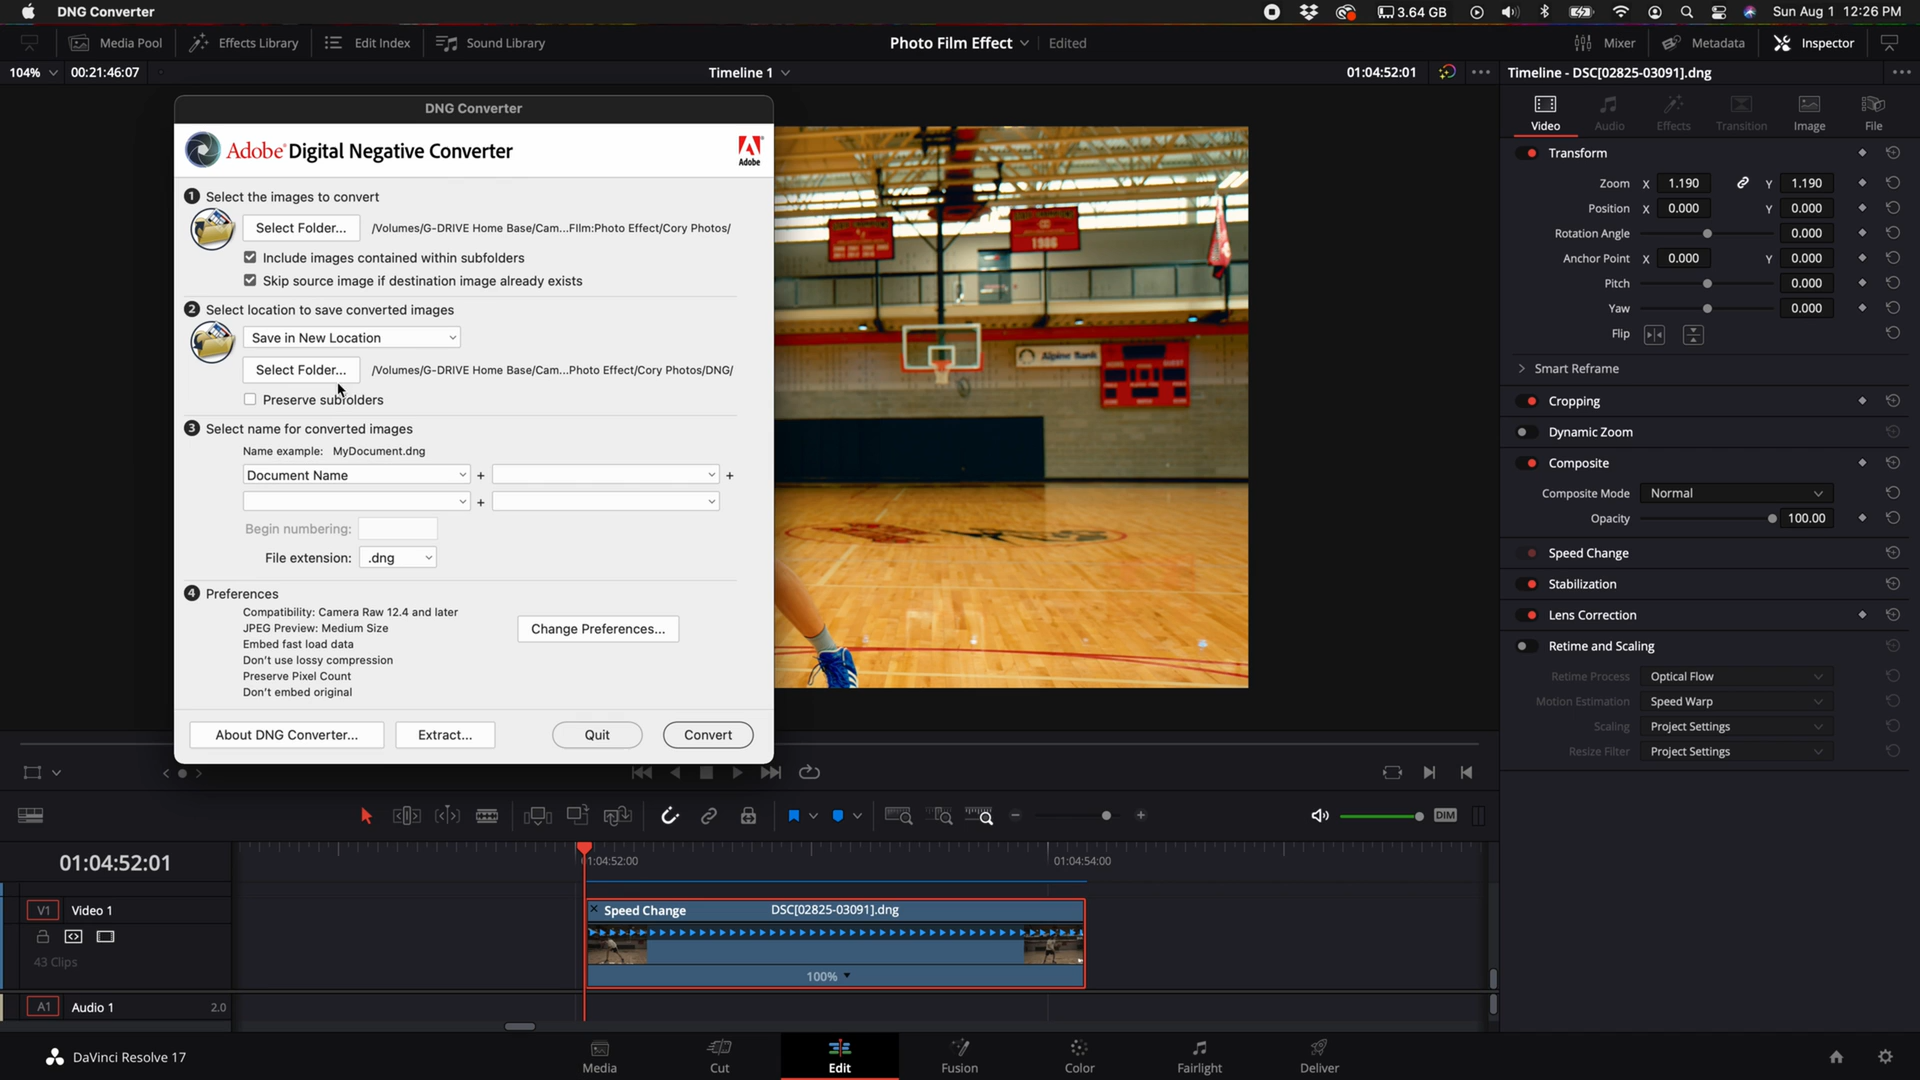 DNG Converter
3.64 GB
Sun Aug 1 12:26 PM
Media Pool
Effects Library
Edit Index
Sound Library
Photo Film Effect
Edited
Mixer
Metadata
Inspector
104%
00:21:46:07
Timeline 1
01:04:52:01
Timeline - DSC[02825-03091].dng
DNG Converter
Adobe Digital Negative Converter
Adobe
1 Select the images to convert
Select Folder...
/Volumes/G-DRIVE Home Base/Cam...FIlm:Photo Effect/Cory Photos/
Include images contained within subfolders
Skip source image if destination image already exists
2 Select location to save converted images
Save in New Location
Select Folder...
/Volumes/G-DRIVE Home Base/Cam...Photo Effect/Cory Photos/DNG/
Preserve subfolders
3 Select name for converted images
Name example: MyDocument.dng
Document Name
+
+
+
Begin numbering:
File extension: .dng
4 Preferences
Compatibility: Camera Raw 12.4 and later
JPEG Preview: Medium Size
Embed fast load data
Don't use lossy compression
Preserve Pixel Count
Don't embed original
Change Preferences...
About DNG Converter...
Extract...
Quit
Convert
1986
Alpine Bank
Video
Audio
Effects
Transition
Image
File
Transform
Zoom X 1.190 Y 1.190
Position X 0.000 Y 0.000
Rotation Angle 0.000
Anchor Point X 0.000 Y 0.000
Pitch 0.000
Yaw 0.000
Flip
Smart Reframe
Cropping
Dynamic Zoom
Composite
Composite Mode Normal
Opacity 100.00
Speed Change
Stabilization
Lens Correction
Retime and Scaling
Retime Process Optical Flow
Motion Estimation Speed Warp
Scaling Project Settings
Resize Filter Project Settings
DIM
01:04:52:01
1:04:52:00
01:04:54:00
V1 Video 1
43 Clips
Speed Change
DSC[02825-03091].dng
100%
A1 Audio 1 2.0
DaVinci Resolve 17
Media
Cut
Edit
Fusion
Color
Fairlight
Deliver